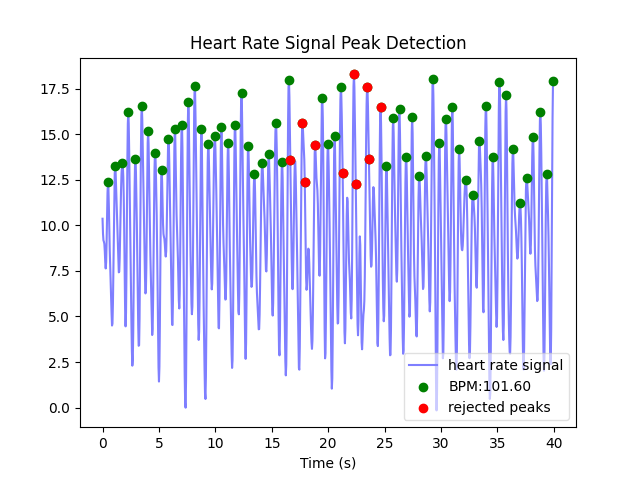 Heart Rate Signal Peak Detection
17.5
15.0
12.5
10.0
7.5
5.0
2.5
0.0
heart rate signal
BPM:101.60
rejected peaks
0 5 10 15 20 25 30 35 40
Time (s)